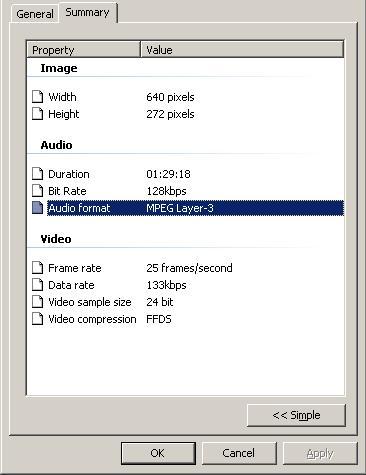 General Summary
Property Value
Image
Width 640 pixels
Height 272 pixels
Audio
Duration 01:29:18
Bit Rate 128kbps
Audio format MPEG Layer-3
Video
Frame rate 25 frames/second
Data rate 133kbps
Video sample size 24 bit
Video compression FFDS
<< Simple
OK Cancel Apply